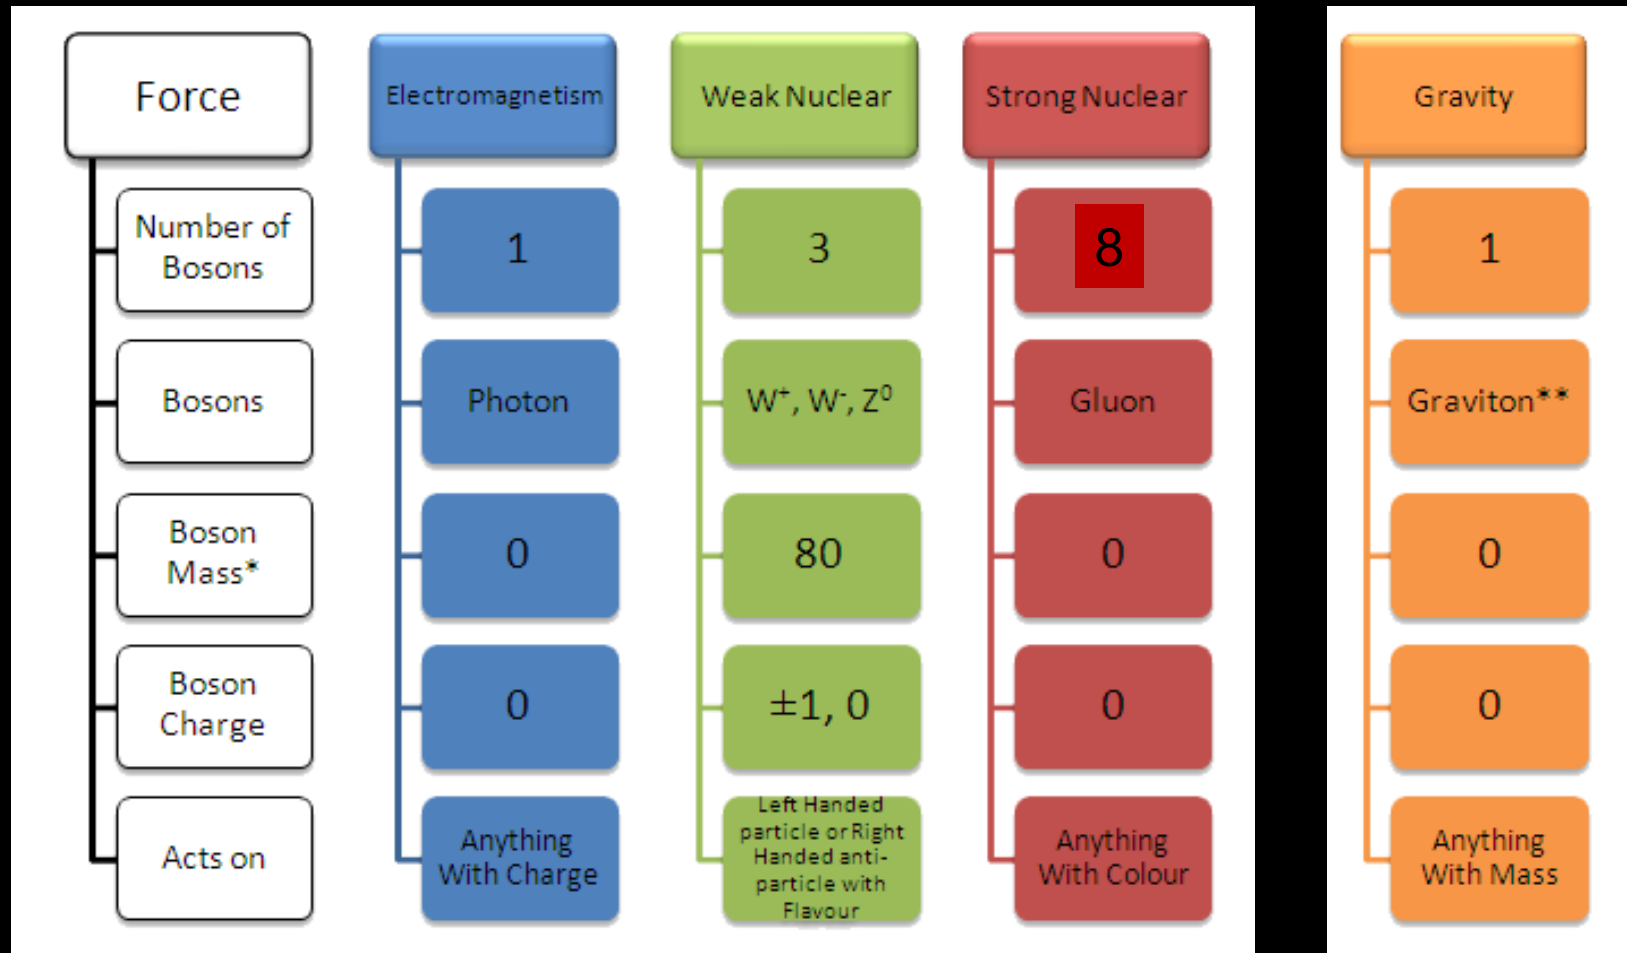 Force
Number of
Bosons
Bosons
Boson
Mass*
Boson
Charge
Acts on
Electromagnetism
1
Photon
0
0
Anything
With Charge
Weak Nuclear
3
W⁺, W⁻, Z⁰
80
±1, 0
Left Handed
particle or Right
Handed anti-
particle with
Flavour
Strong Nuclear
8
Gluon
0
0
Anything
With Colour
Gravity
1
Graviton**
0
0
Anything
With Mass